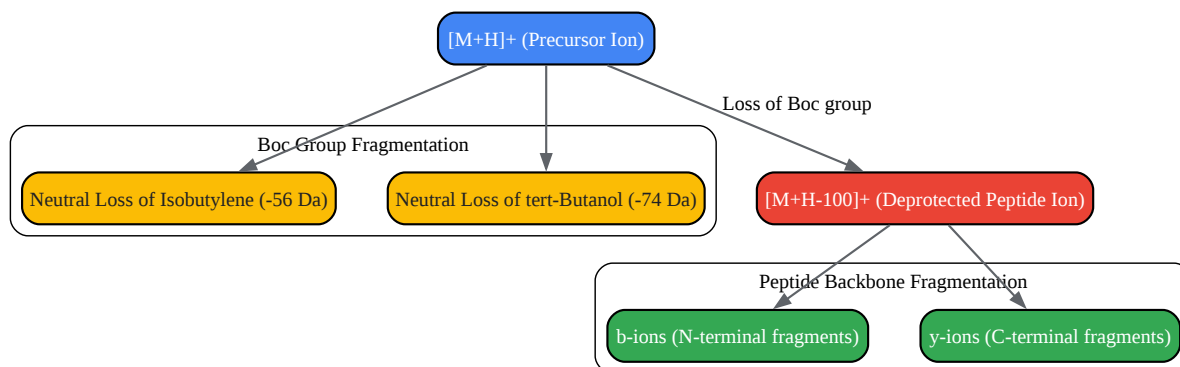 [M+H]+ (Precursor Ion)
Loss of Boc group
Boc Group Fragmentation
Neutral Loss of Isobutylene (-56 Da)
Neutral Loss of tert-Butanol (-74 Da)
[M+H-100]+ (Deprotected Peptide Ion)
Peptide Backbone Fragmentation
b-ions (N-terminal fragments)
y-ions (C-terminal fragments)